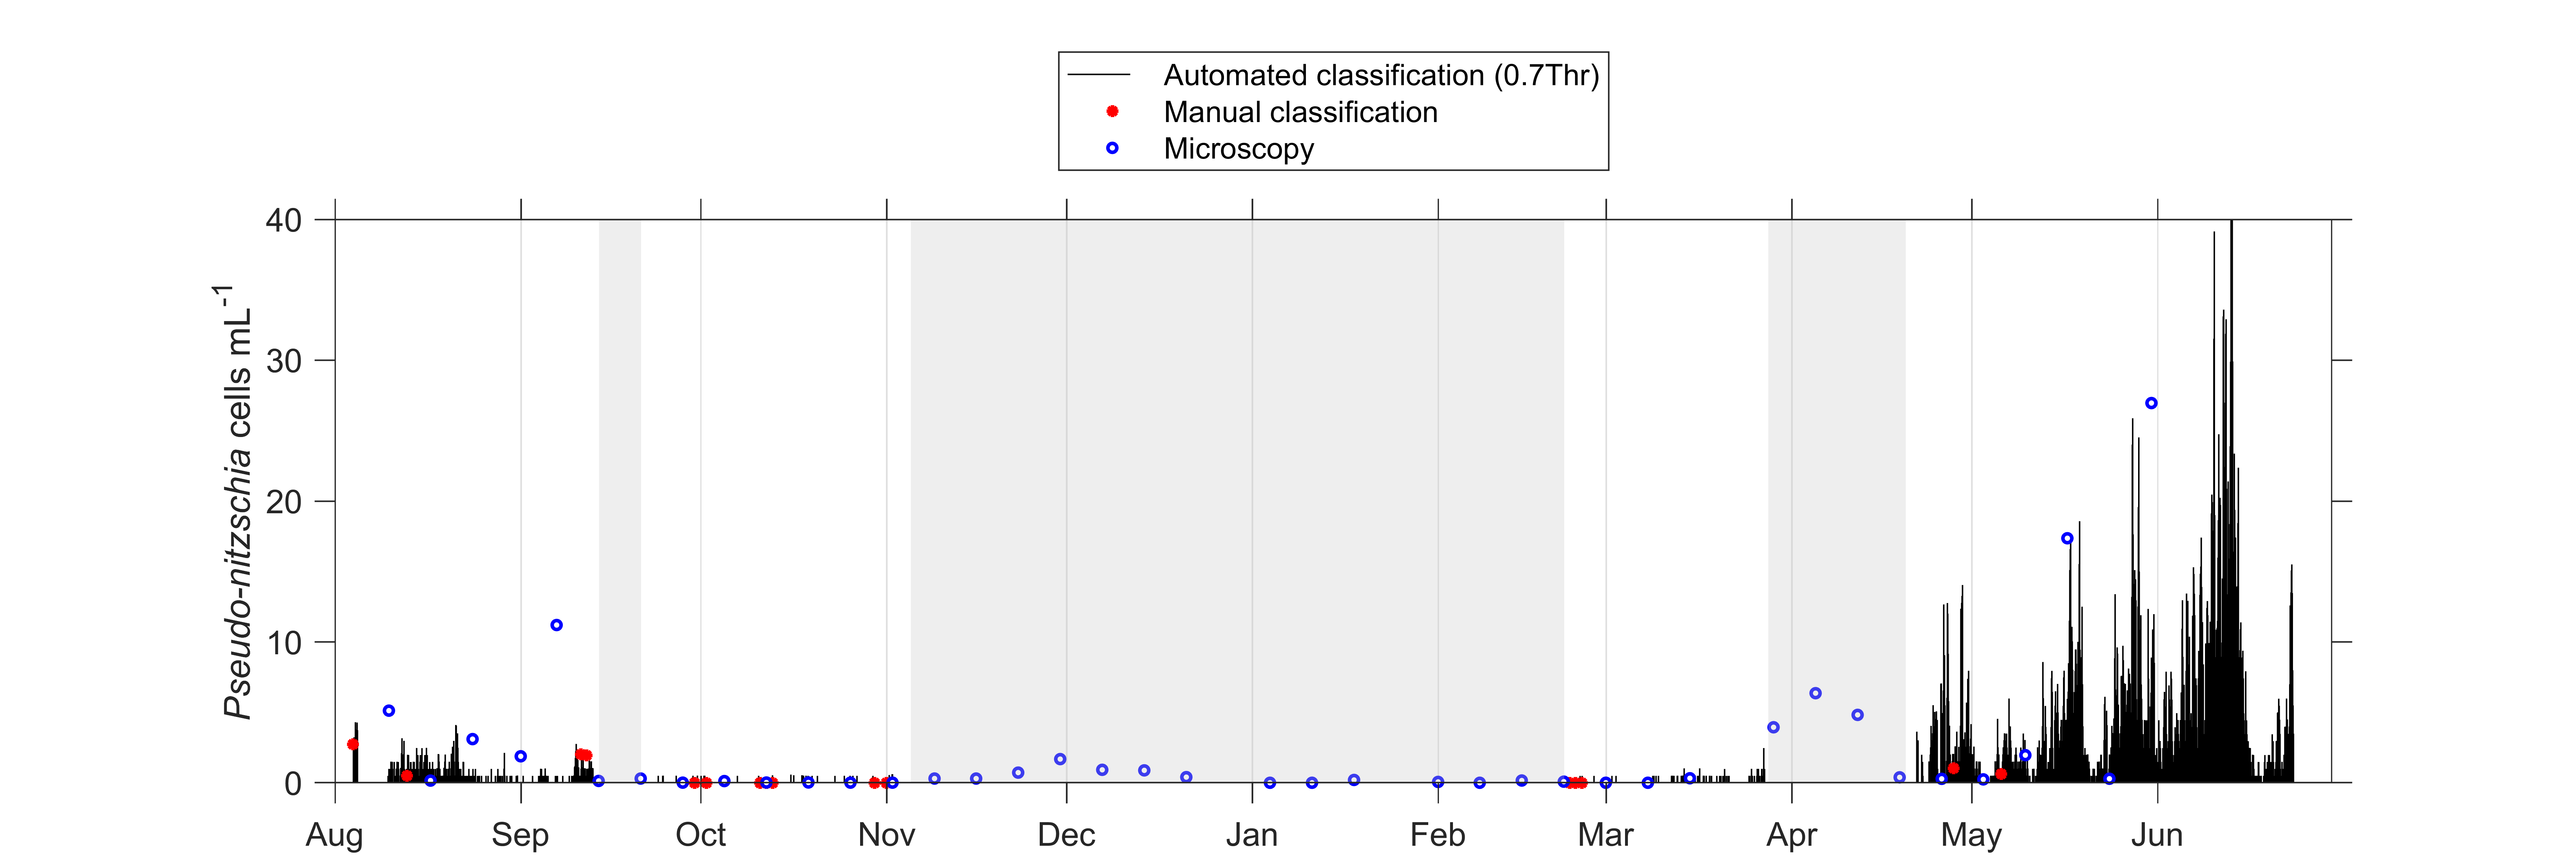 Automated classification (0.7Thr)
Manual classification
Microscopy
40
30
20
10
0
Pseudo-nitzschia cells mL-1
Aug Sep Oct Nov Dec Jan Feb Mar Apr May Jun